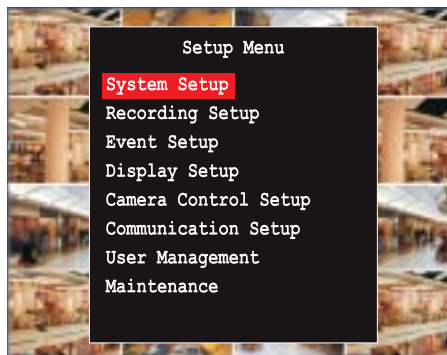 Setup Menu
System Setup
Recording Setup
Event Setup
Display Setup
Camera Control Setup
Communication Setup
User Management
Maintenance